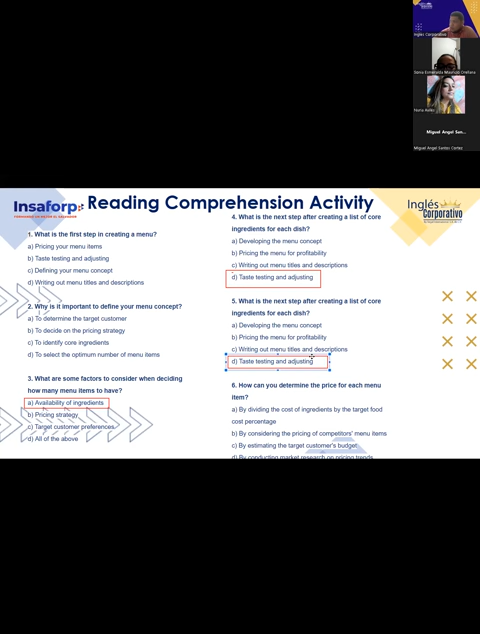 Inglés Corporativo
Nuria Aviles
Miguel Angel San...
Miguel Angel Santos Cortez
Insaforp
Reading Comprehension Activity
Inglés
Corporativo
1. What is the first step in creating a menu?
a) Pricing your menu items
b) Taste testing and adjusting
c) Defining your menu concept
d) Writing out menu titles and descriptions
2. Why is it important to define your menu concept?
a) To determine the target customer
b) To decide on the pricing strategy
c) To identify core ingredients
d) To select the optimum number of menu items
3. What are some factors to consider when deciding
how many menu items to have?
a) Availability of ingredients
b) Pricing strategy
c) Target customer preferences
d) All of the above
4. What is the next step after creating a list of core
ingredients for each dish?
a) Developing the menu concept
b) Pricing the menu for profitability
c) Writing out menu titles and descriptions
d) Taste testing and adjusting
5. What is the next step after creating a list of core
ingredients for each dish?
a) Developing the menu concept
b) Pricing the menu for profitability
c) Writing out menu titles and descriptions
d) Taste testing and adjusting
6. How can you determine the price for each menu
item?
a) By dividing the cost of ingredients by the target food
cost percentage
b) By considering the pricing of competitors' menu items
c) By estimating the target customer's budget
d) By conducting market research on pricing trends